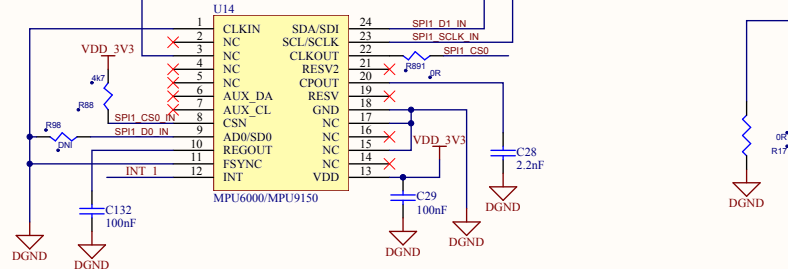 U14
1 CLKIN SDA/SDI 24 SPI1_D1_IN
2 NC SCL/SCLK 23 SPI1_SCLK_IN
3 NC CLKOUT 22 SPI1_CS0
R891 0R
4 NC RESV2 21
5 NC CPOUT 20
6 AUX_DA RESV 19
7 AUX_CL GND 18
VDD_3V3
4k7
R88
SPI1_CS0_IN 8 CSN NC 17
R98
DNI
SPI1_D0_IN 9 AD0/SD0 NC 16
10 REGOUT NC 15
11 FSYNC NC 14
INT_1 12 INT VDD 13
VDD_3V3
MPU6000/MPU9150
C132
100nF
C29
100nF
C28
2.2nF
0R
R17
DGND
DGND
DGND
DGND
DGND
DGND